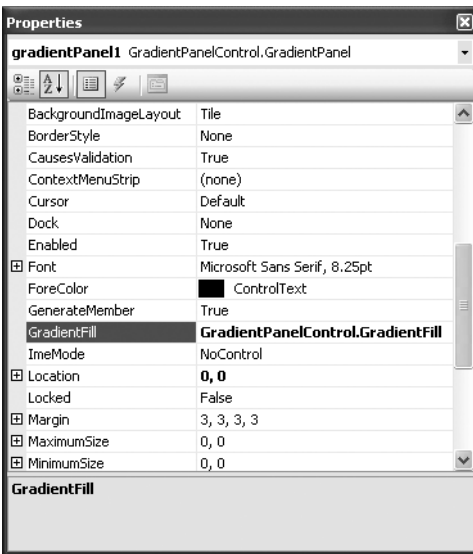 Properties
gradientPanel1 GradientPanelControl.GradientPanel
BackgroundImageLayout Tile
BorderStyle None
CausesValidation True
ContextMenuStrip (none)
Cursor Default
Dock None
Enabled True
Font Microsoft Sans Serif, 8.25pt
ForeColor ControlText
GenerateMember True
GradientFill GradientPanelControl.GradientFill
ImeMode NoControl
Location 0, 0
Locked False
Margin 3, 3, 3, 3
MaximumSize 0, 0
MinimumSize 0, 0
GradientFill